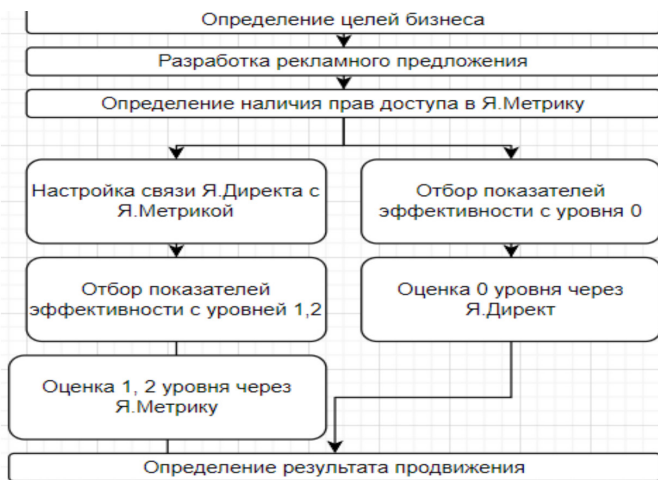 Определение целей бизнеса
Разработка рекламного предложения
Определение наличия прав доступа в Я.Метрику
Настройка связи Я.Директа с
Я.Метрикой
Отбор показателей
эффективности с уровня 0
Отбор показателей
эффективности с уровней 1,2
Оценка 0 уровня через
Я.Директ
Оценка 1, 2 уровня через
Я.Метрику
Определение результата продвижения